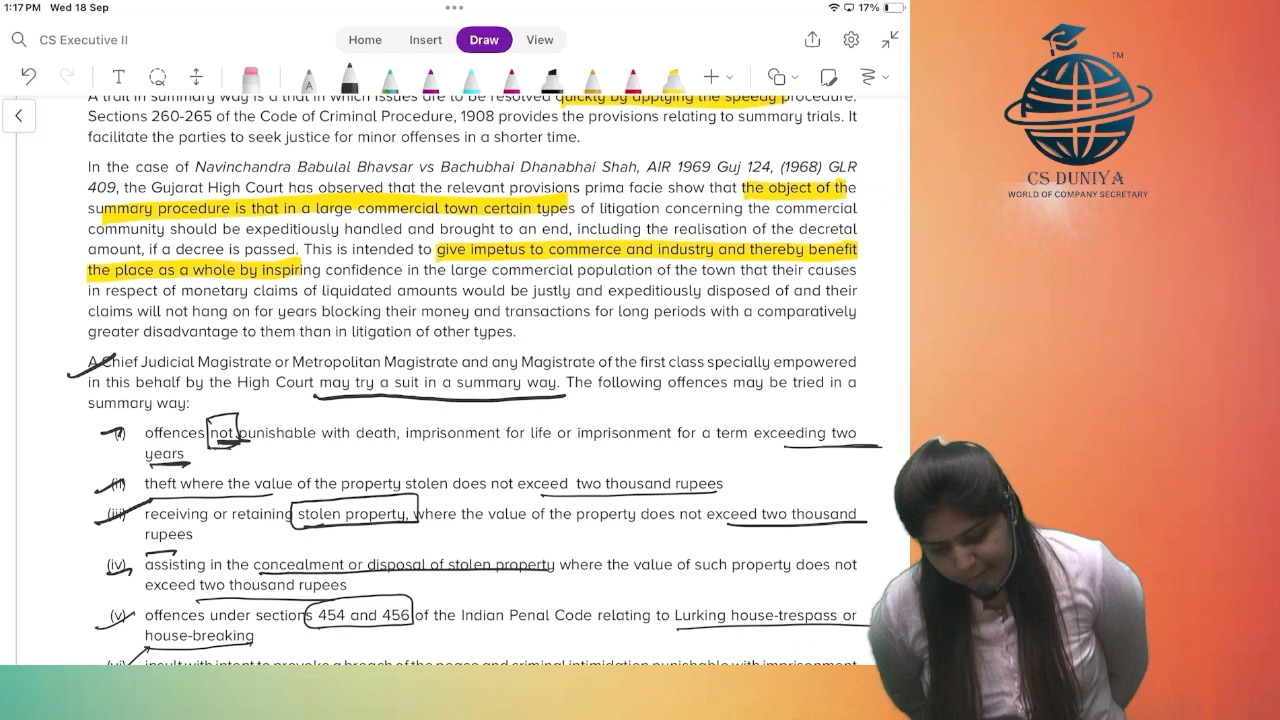 1:17 PM Wed 18 Sep
17%
CS Executive II
Home Insert Draw View
A trail in summary way is a that in which issues are to be resolved quickly by applying the speedy procedure.
Sections 260-265 of the Code of Criminal Procedure, 1908 provides the provisions relating to summary trials. It
facilitate the parties to seek justice for minor offenses in a shorter time.
In the case of Navinchandra Babulal Bhavsar vs Bachubhai Dhanabhai Shah, AIR 1969 Guj 124, (1968) GLR
409, the Gujarat High Court has observed that the relevant provisions prima facie show that the object of the
summary procedure is that in a large commercial town certain types of litigation concerning the commercial
community should be expeditiously handled and brought to an end, including the realisation of the decretal
amount, if a decree is passed. This is intended to give impetus to commerce and industry and thereby benefit
the place as a whole by inspiring confidence in the large commercial population of the town that their causes
in respect of monetary claims of liquidated amounts would be justly and expeditiously disposed of and their
claims will not hang on for years blocking their money and transactions for long periods with a comparatively
greater disadvantage to them than in litigation of other types.
A Chief Judicial Magistrate or Metropolitan Magistrate and any Magistrate of the first class specially empowered
in this behalf by the High Court may try a suit in a summary way. The following offences may be tried in a
summary way:
(i) offences not punishable with death, imprisonment for life or imprisonment for a term exceeding two
years
(ii) theft where the value of the property stolen does not exceed two thousand rupees
(iii) receiving or retaining stolen property, where the value of the property does not exceed two thousand
rupees
(iv) assisting in the concealment or disposal of stolen property where the value of such property does not
exceed two thousand rupees
(v) offences under sections 454 and 456 of the Indian Penal Code relating to Lurking house-trespass or
house-breaking
(vi) insult with intent to provoke a breach of the peace and criminal intimidation punishable with imprisonment
TM
CS DUNIYA
WORLD OF COMPANY SECRETARY